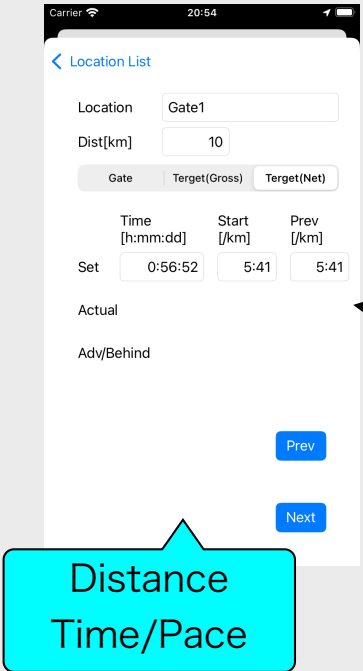 Carrier 20:54
Location List
Location Gate1
Dist[km] 10
Gate Terget(Gross) Terget(Net)
Time Start Prev
[h:mm:dd] [/km] [/km]
Set 0:56:52 5:41 5:41
Actual
Adv/Behind
Prev
Next
Distance
Time/Pace